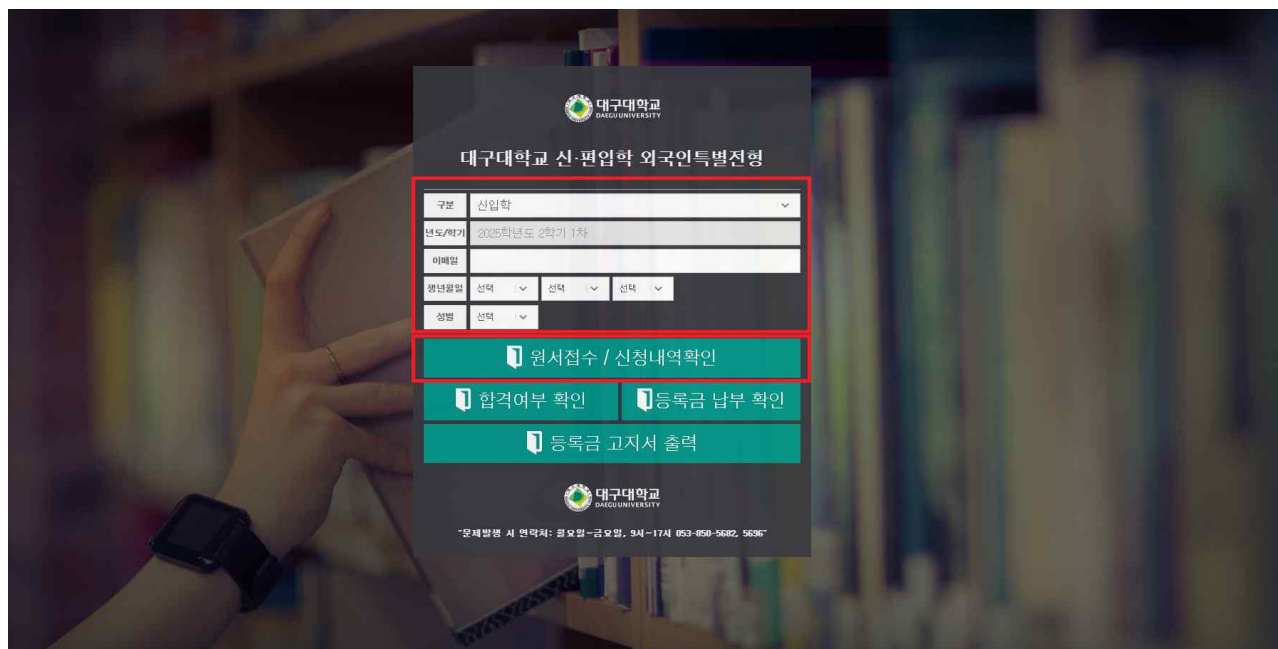 대구대학교
DAEGU UNIVERSITY
대구대학교 신·편입학 외국인특별전형
구분 신입학
년도/학기 2025학년도 2학기 1차
이메일
생년월일 선택 선택 선택
성별 선택
원서접수 / 신청내역확인
합격여부 확인 등록금 납부 확인
등록금 고지서 출력
대구대학교
DAEGU UNIVERSITY
"문제발생 시 연락처: 월요일~금요일, 9시~17시 053-850-5682, 5696"